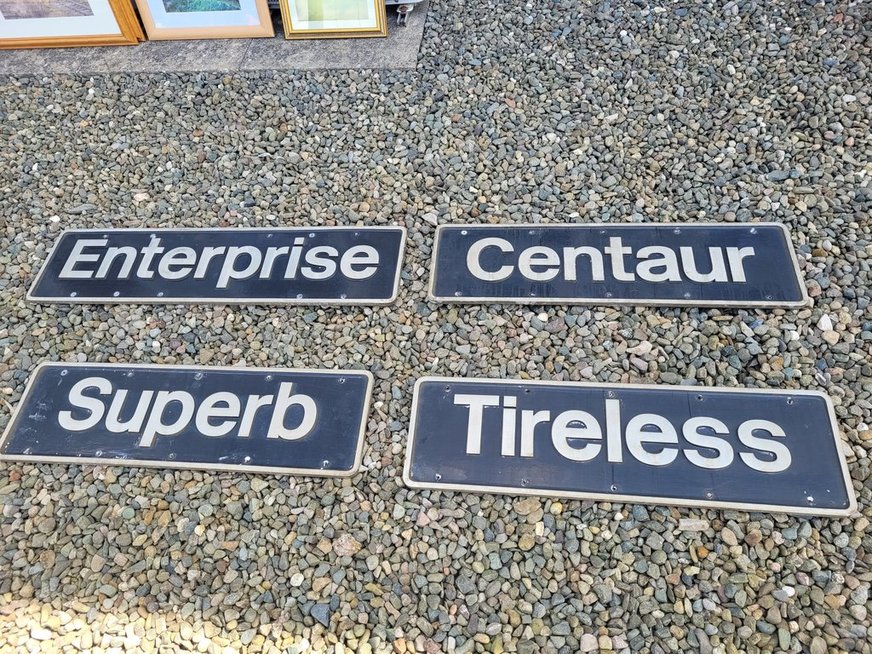 Enterprise
Centaur
Superb
Tireless